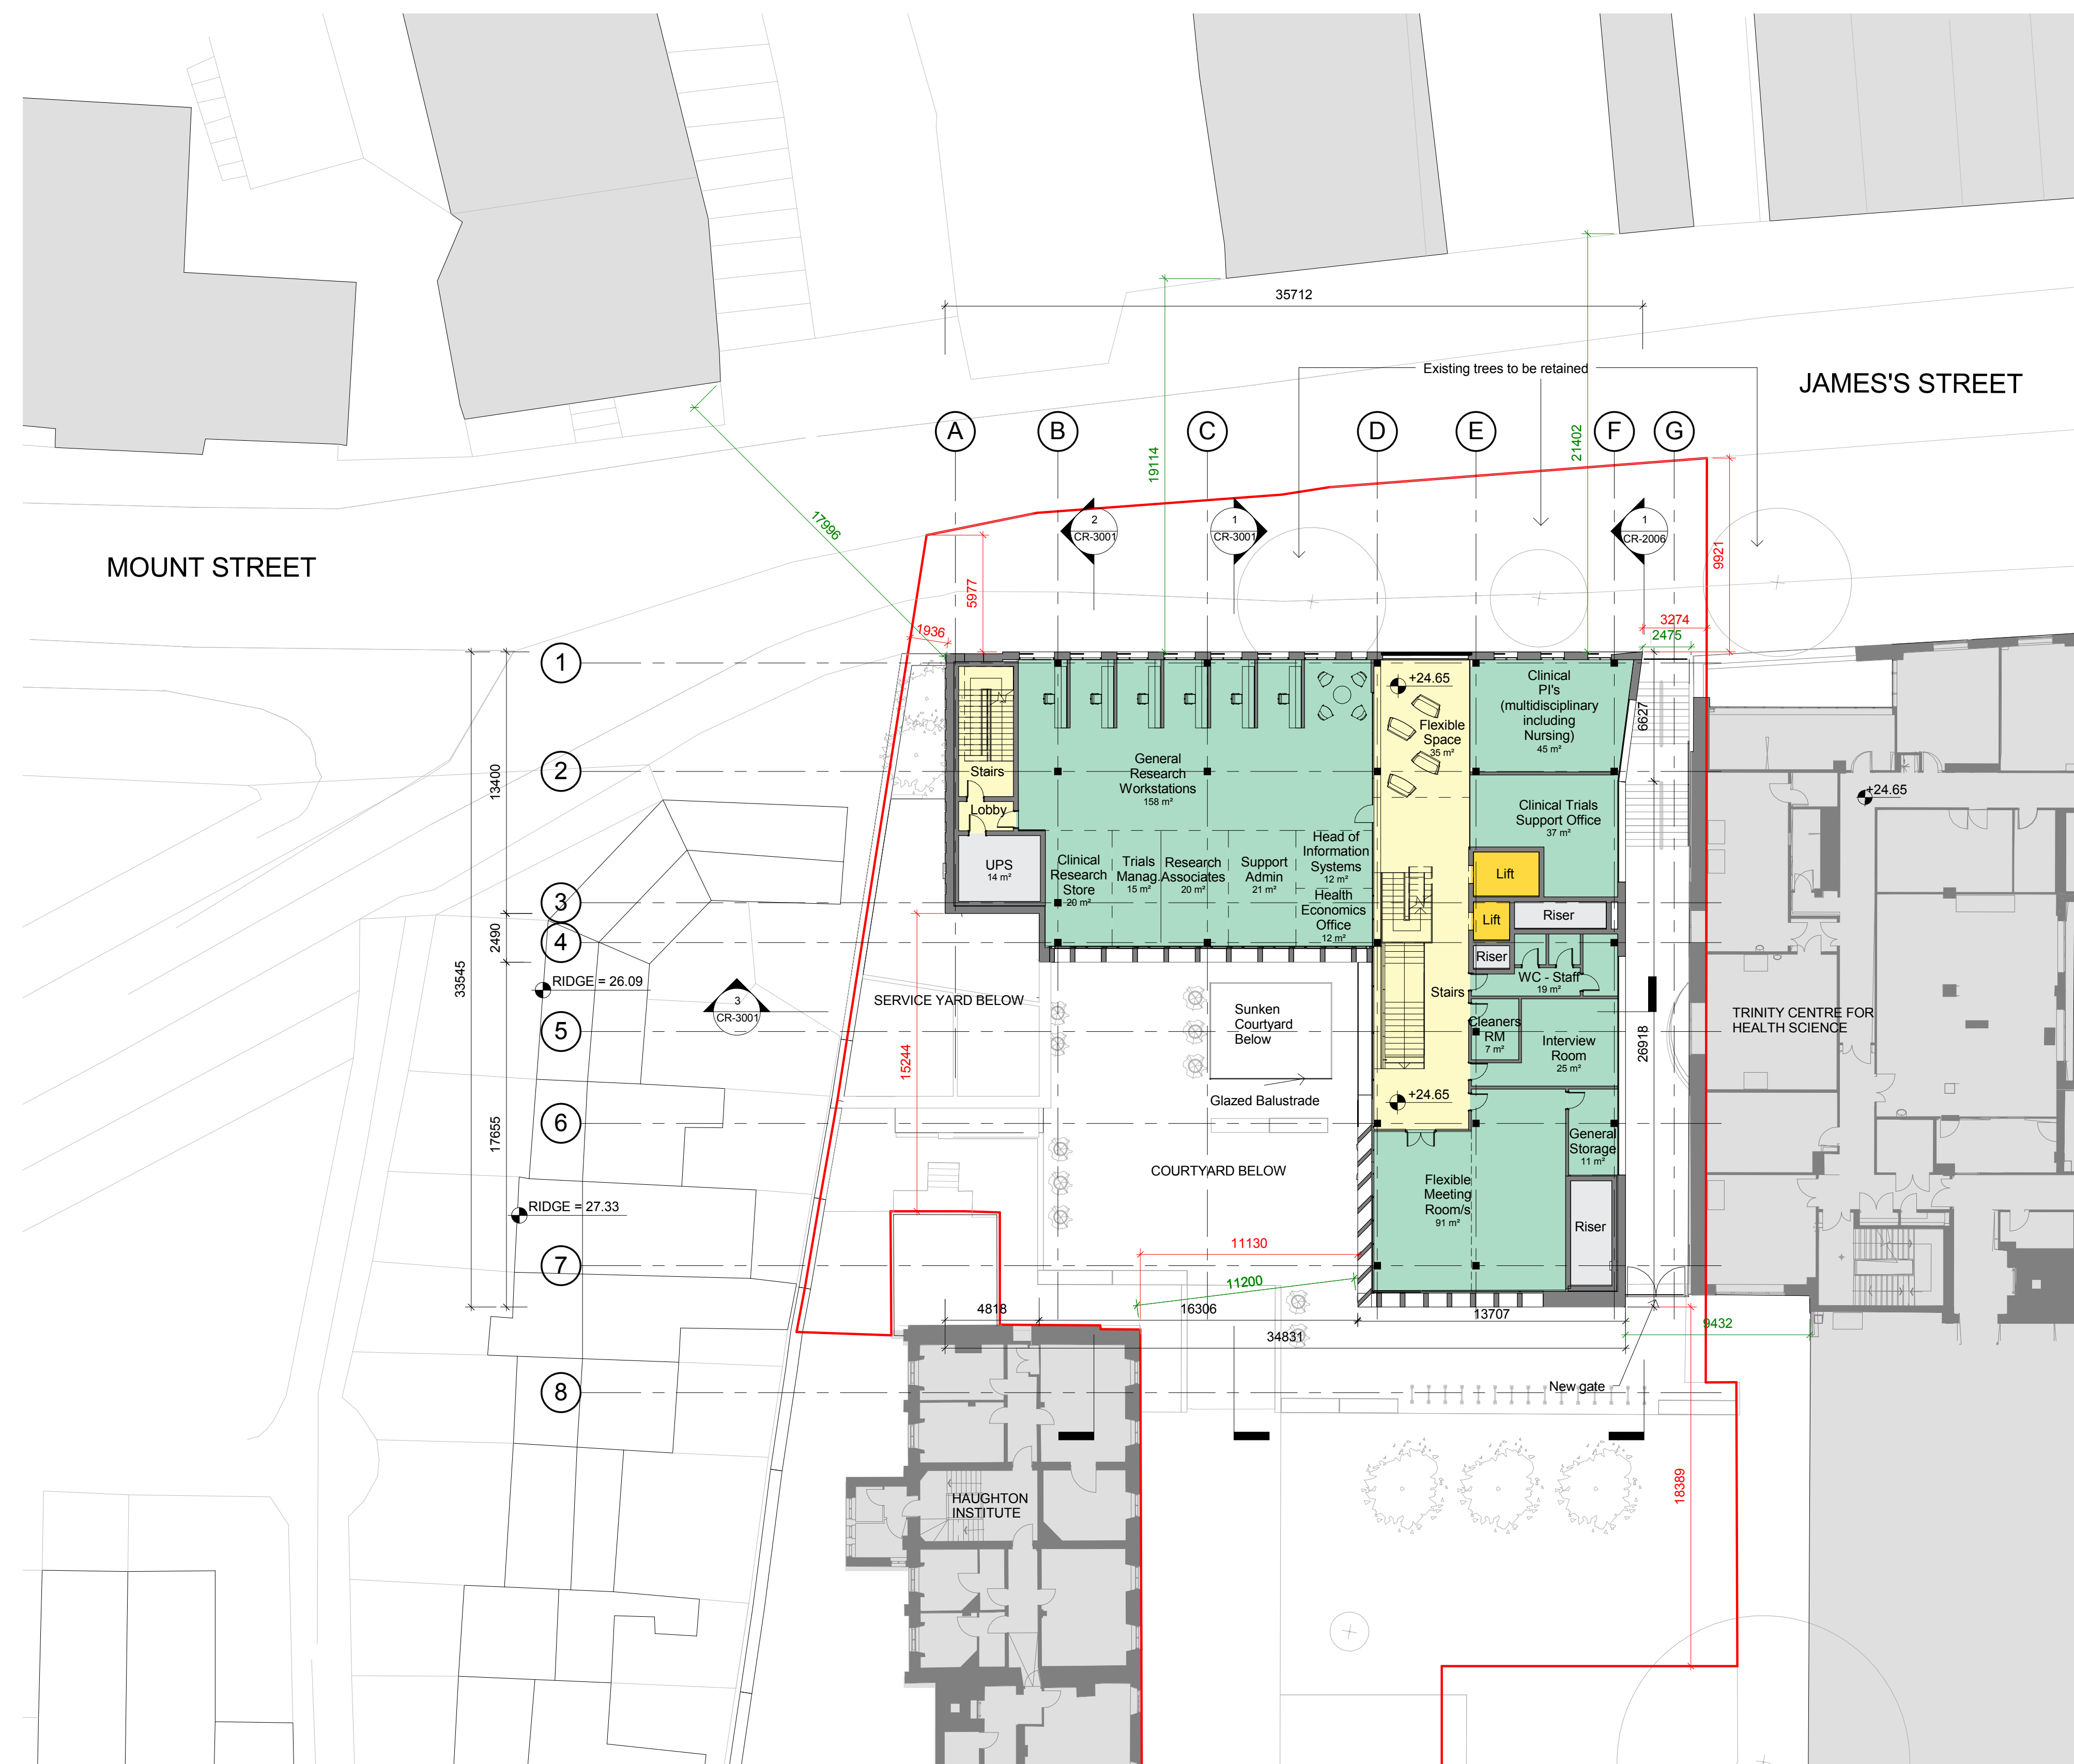 35712
Existing trees to be retained
JAMES'S STREET
A
B
C
D
E
F
G
19114
21402
17996
2
CR-3001
1
CR-3001
1
CR-2006
9921
MOUNT STREET
5977
1936
3274
2475
1
2
3
4
5
6
7
8
13400
2490
33545
17655
+24.65
Flexible
Space
35 m²
Clinical
PI's
(multidisciplinary
including
Nursing)
45 m²
6627
Stairs
General
Research
Workstations
158 m²
Lobby
Clinical Trials
Support Office
37 m²
+24.65
UPS
14 m²
Clinical
Research
Store
20 m²
Trials
Manag.
15 m²
Research
Associates
20 m²
Support
Admin
21 m²
Head of
Information
Systems
12 m²
Health
Economics
Office
12 m²
Lift
Lift
Riser
Riser
WC - Staff
19 m²
Stairs
RIDGE = 26.09
3
CR-3001
SERVICE YARD BELOW
Sunken
Courtyard
Below
Cleaners
RM
7 m²
Interview
Room
25 m²
26918
TRINITY CENTRE FOR
HEALTH SCIENCE
15244
Glazed Balustrade
+24.65
General
Storage
11 m²
COURTYARD BELOW
Flexible
Meeting
Room/s
91 m²
RIDGE = 27.33
Riser
11130
11200
4818
16306
13707
34831
9432
New gate
18389
HAUGHTON
INSTITUTE